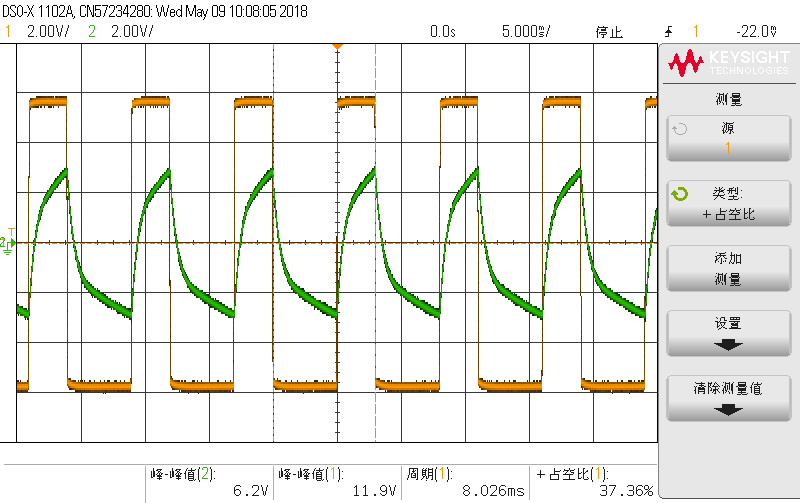 DSO-X 1102A, CN57234280: Wed May 09 10:08:05 2018
1 2.00V/ 2 2.00V/ 0.0s 5.000s/ 停止 1 -22.0V
KEYSIGHT
TECHNOLOGIES
测量
源
1
类型:
+占空比
添加
测量
设置
清除测量值
T
2
峰-峰值(2): 峰-峰值(1): 周期(1): +占空比(1):
6.2V 11.9V 8.026ms 37.36%